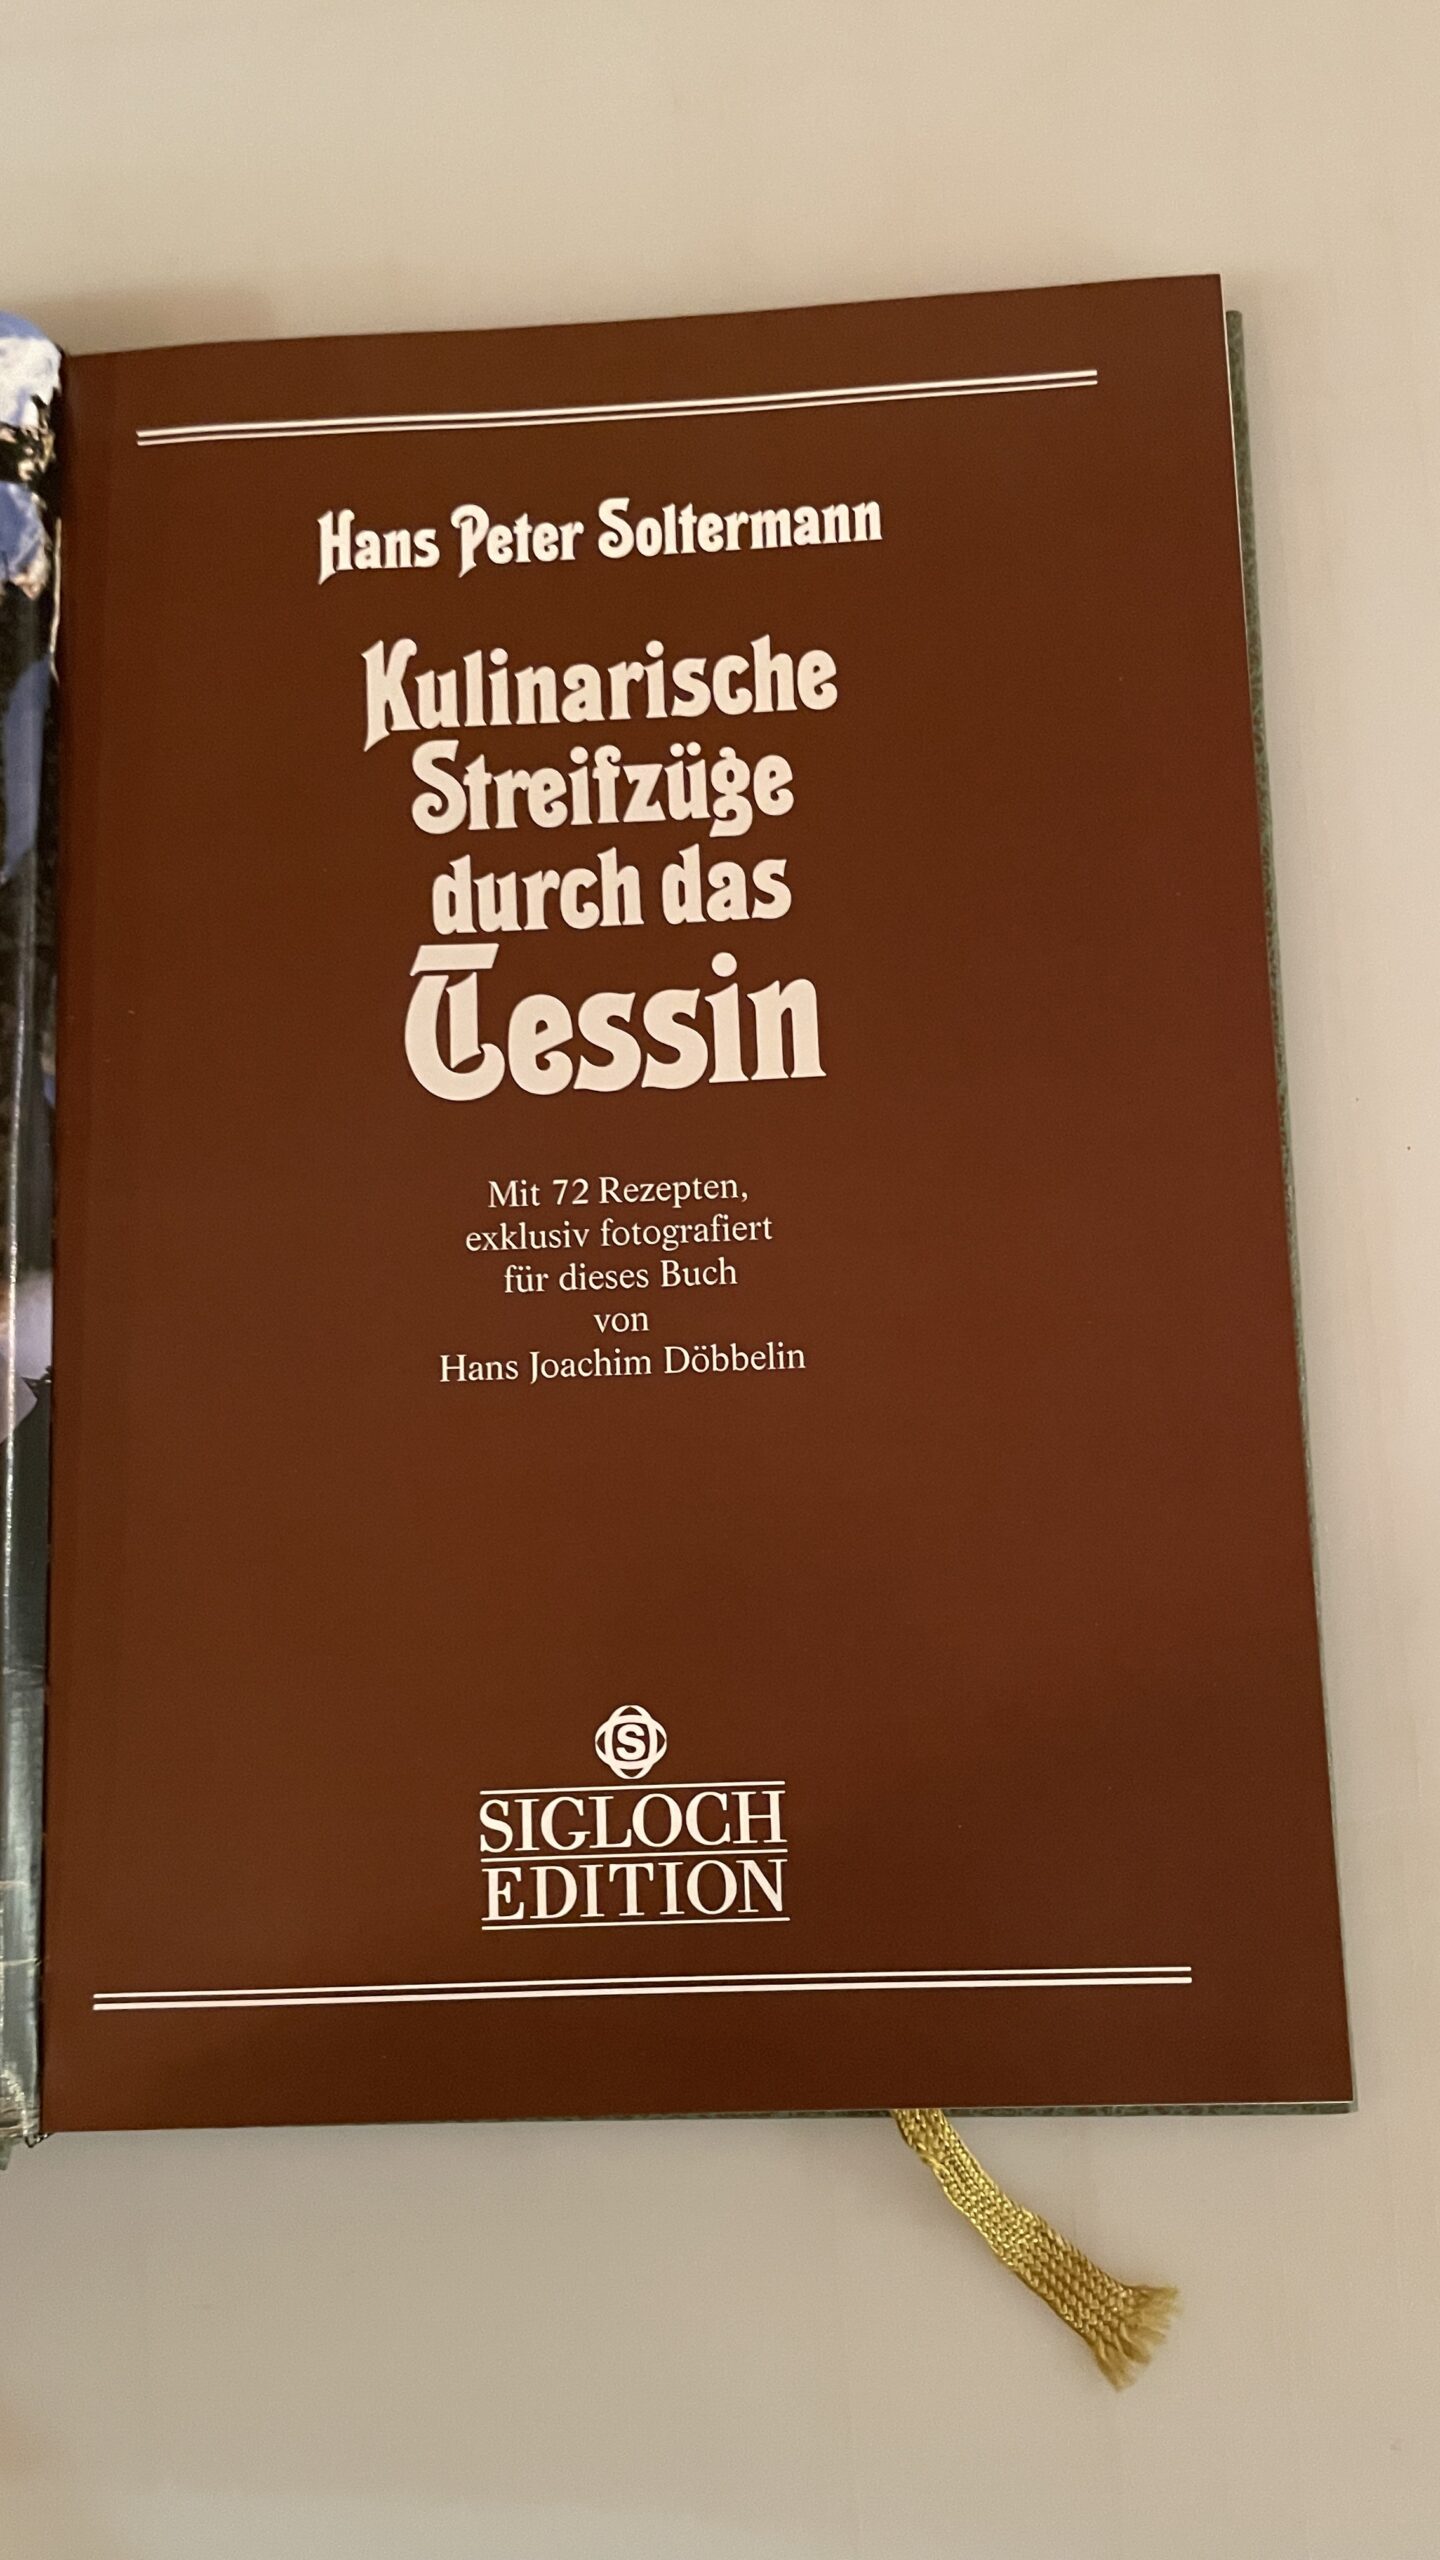 Hans Peter Soltermann
Kulinarische
Streifzüge
durch das
Tessin
Mit 72 Rezepten,
exklusiv fotografiert
für dieses Buch
von
Hans Joachim Döbbelin
S
SIGLOCH
EDITION